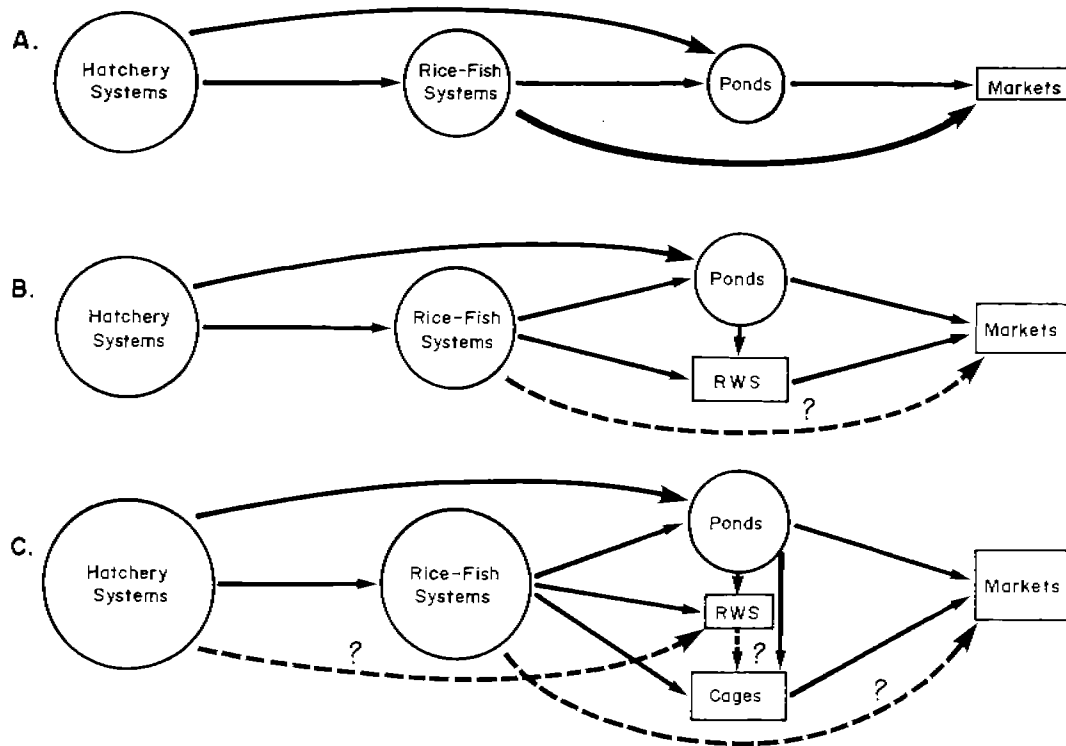 A.
Hatchery
Systems
Rice-Fish
Systems
Ponds
Markets
B.
Hatchery
Systems
Rice-Fish
Systems
Ponds
RWS
Markets
?
C.
Hatchery
Systems
Rice-Fish
Systems
Ponds
RWS
Cages
Markets
?
?
?